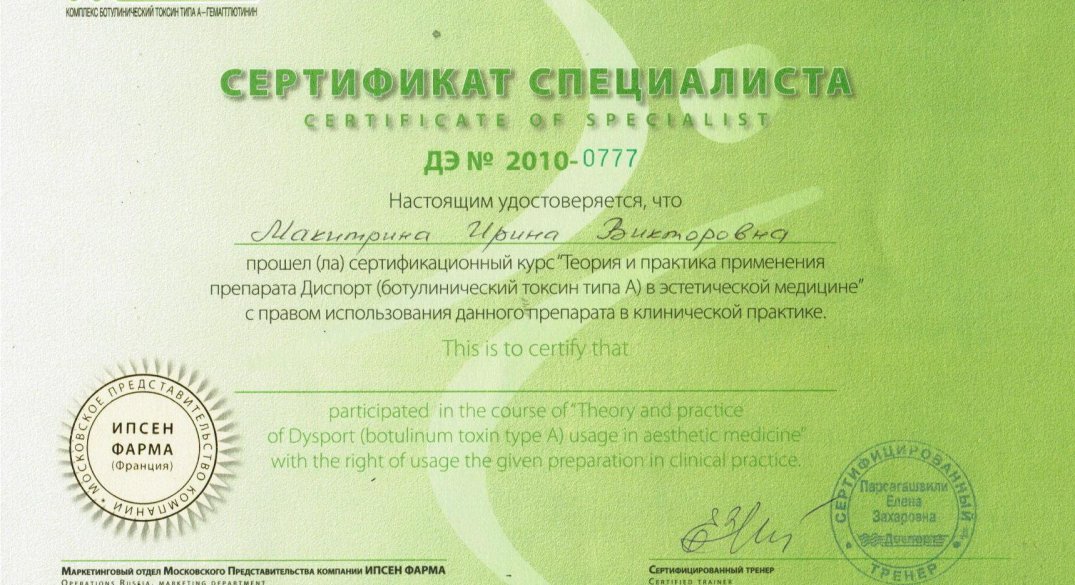 КОМПЛЕКС БОТУЛИНИЧЕСКИЙ ТОКСИН ТИПА А–ГЕМАГГЛЮТИНИН
СЕРТИФИКАТ СПЕЦИАЛИСТА
CERTIFICATE OF SPECIALIST
ДЭ № 2010-0777
Настоящим удостоверяется, что
Макитрина Ирина Викторовна
прошел (ла) сертификационный курс "Теория и практика применения
препарата Диспорт (ботулинический токсин типа А) в эстетической медицине"
с правом использования данного препарата в клинической практике.
This is to certify that
participated in the course of "Theory and practice
of Dysport (botulinum toxin type A) usage in aesthetic medicine"
with the right of usage the given preparation in clinical practice.
МОСКОВСКОЕ ПРЕДСТАВИТЕЛЬСТВО КОМПАНИИ
ИПСЕН
ФАРМА
(Франция)
СЕРТИФИЦИРОВАННЫЙ
Парсагашвили
Елена
Захаровна
Диспорт
ТРЕНЕР
Маркетинговый отдел Московского Представительства компании ИПСЕН ФАРМА
Operations Russia, marketing department
Сертифицированный тренер
Certified trainer